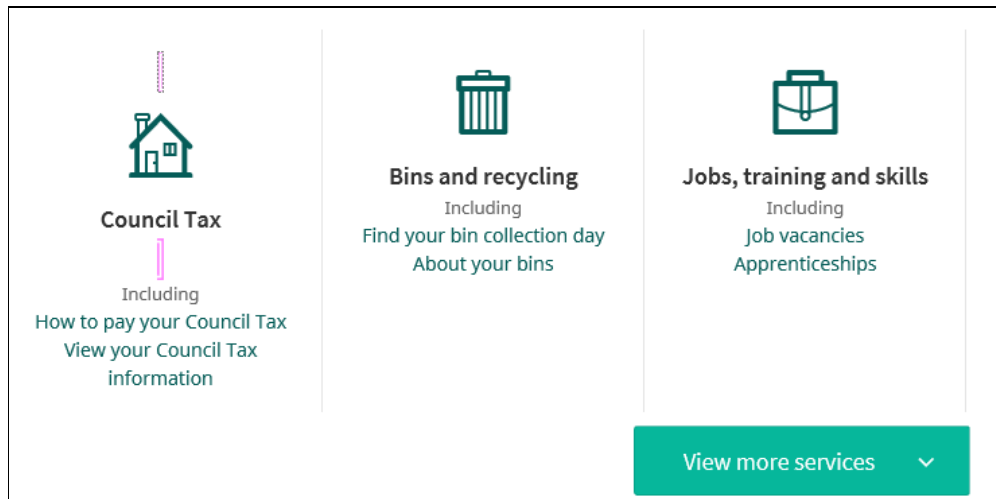 Council Tax
Including
How to pay your Council Tax
View your Council Tax
information
Bins and recycling
Including
Find your bin collection day
About your bins
Jobs, training and skills
Including
Job vacancies
Apprenticeships
View more services